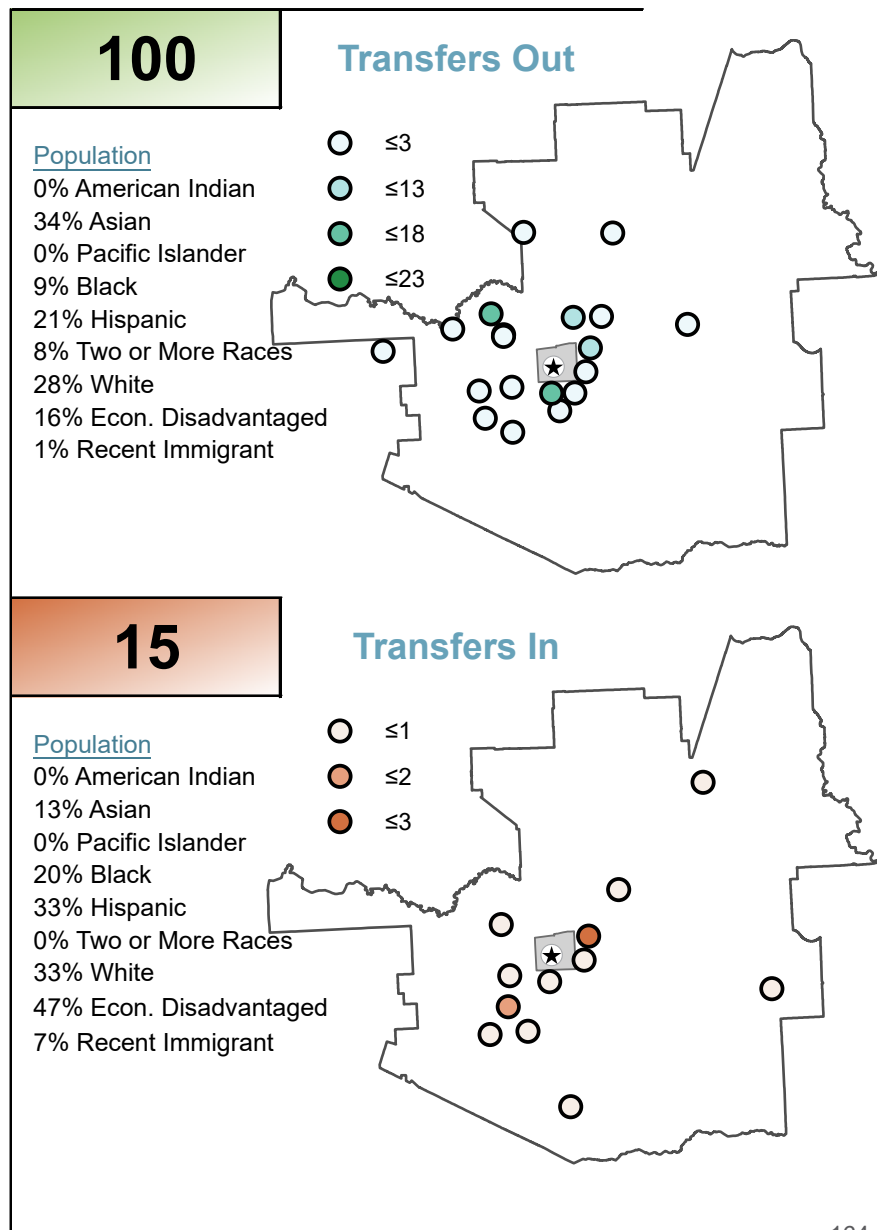 100
Transfers Out
Population
0% American Indian
34% Asian
0% Pacific Islander
9% Black
21% Hispanic
8% Two or More Races
28% White
16% Econ. Disadvantaged
1% Recent Immigrant
≤3
≤13
≤18
≤23
15
Transfers In
Population
0% American Indian
13% Asian
0% Pacific Islander
20% Black
33% Hispanic
0% Two or More Races
33% White
47% Econ. Disadvantaged
7% Recent Immigrant
≤1
≤2
≤3